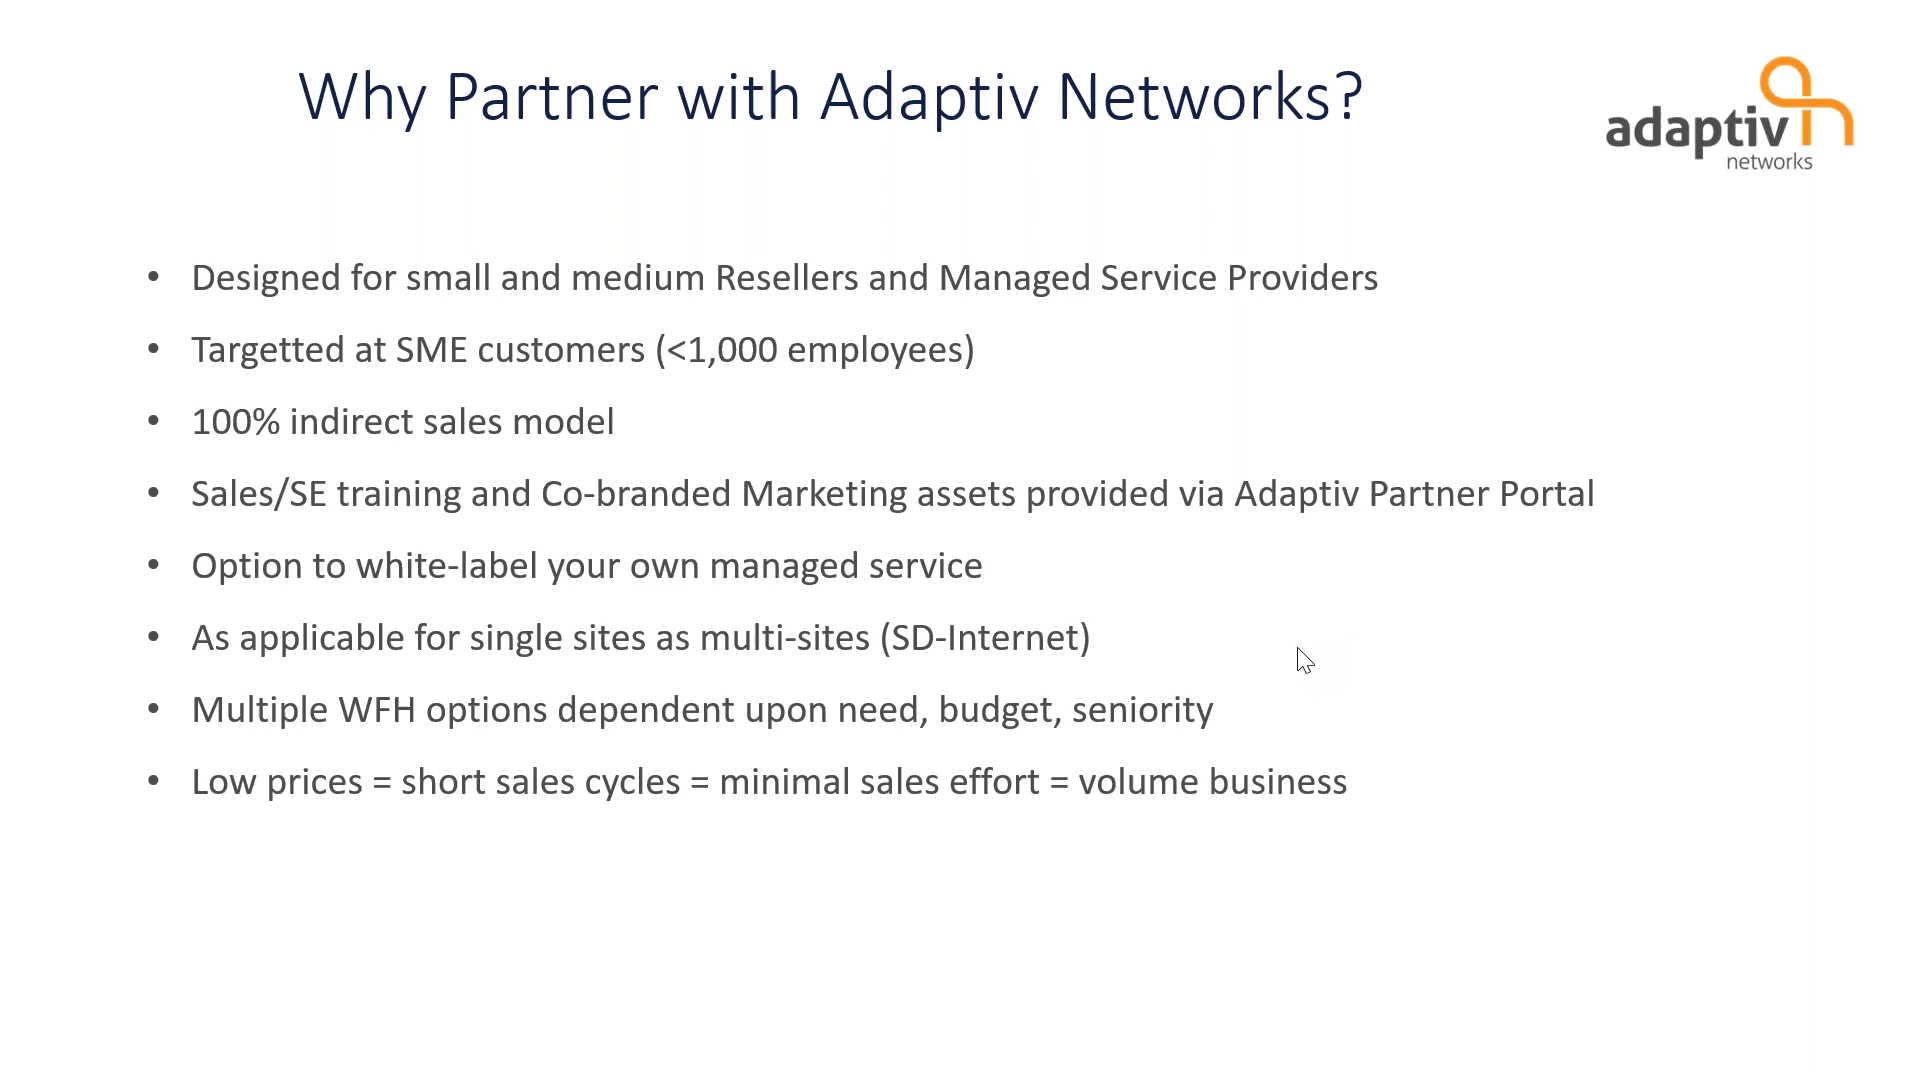 Why Partner with Adaptiv Networks?
adaptiv
networks
• Designed for small and medium Resellers and Managed Service Providers
• Targetted at SME customers (<1,000 employees)
• 100% indirect sales model
• Sales/SE training and Co-branded Marketing assets provided via Adaptiv Partner Portal
• Option to white-label your own managed service
• As applicable for single sites as multi-sites (SD-Internet)
• Multiple WFH options dependent upon need, budget, seniority
• Low prices = short sales cycles = minimal sales effort = volume business